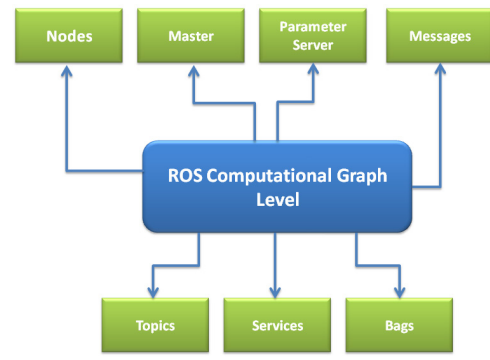 Nodes
Master
Parameter
Server
Messages
ROS Computational Graph
Level
Topics
Services
Bags